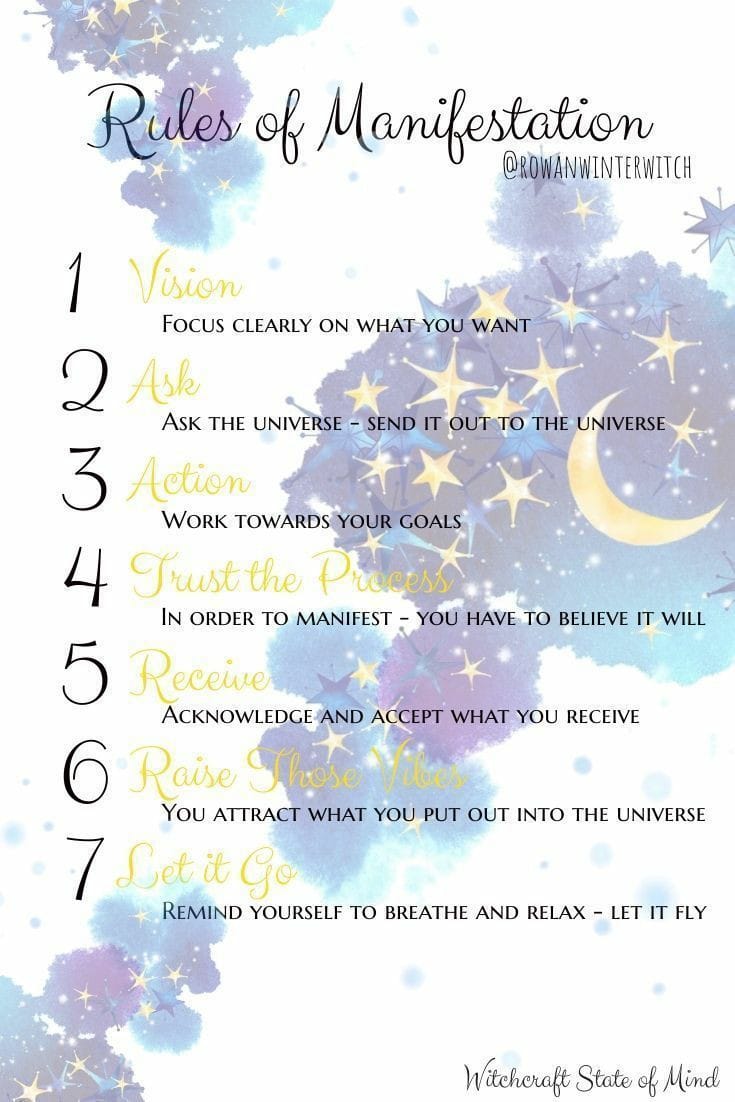 Rules of Manifestation
@ROWANWINTERWITCH
1 Vision
FOCUS CLEARLY ON WHAT YOU WANT
2 Ask
ASK THE UNIVERSE - SEND IT OUT TO THE UNIVERSE
3 Action
WORK TOWARDS YOUR GOALS
4 Trust the Process
IN ORDER TO MANIFEST - YOU HAVE TO BELIEVE IT WILL
5 Receive
ACKNOWLEDGE AND ACCEPT WHAT YOU RECEIVE
6 Raise Those Vibes
YOU ATTRACT WHAT YOU PUT OUT INTO THE UNIVERSE
7 Let it Go
REMIND YOURSELF TO BREATHE AND RELAX - LET IT FLY
Witchcraft State of Mind